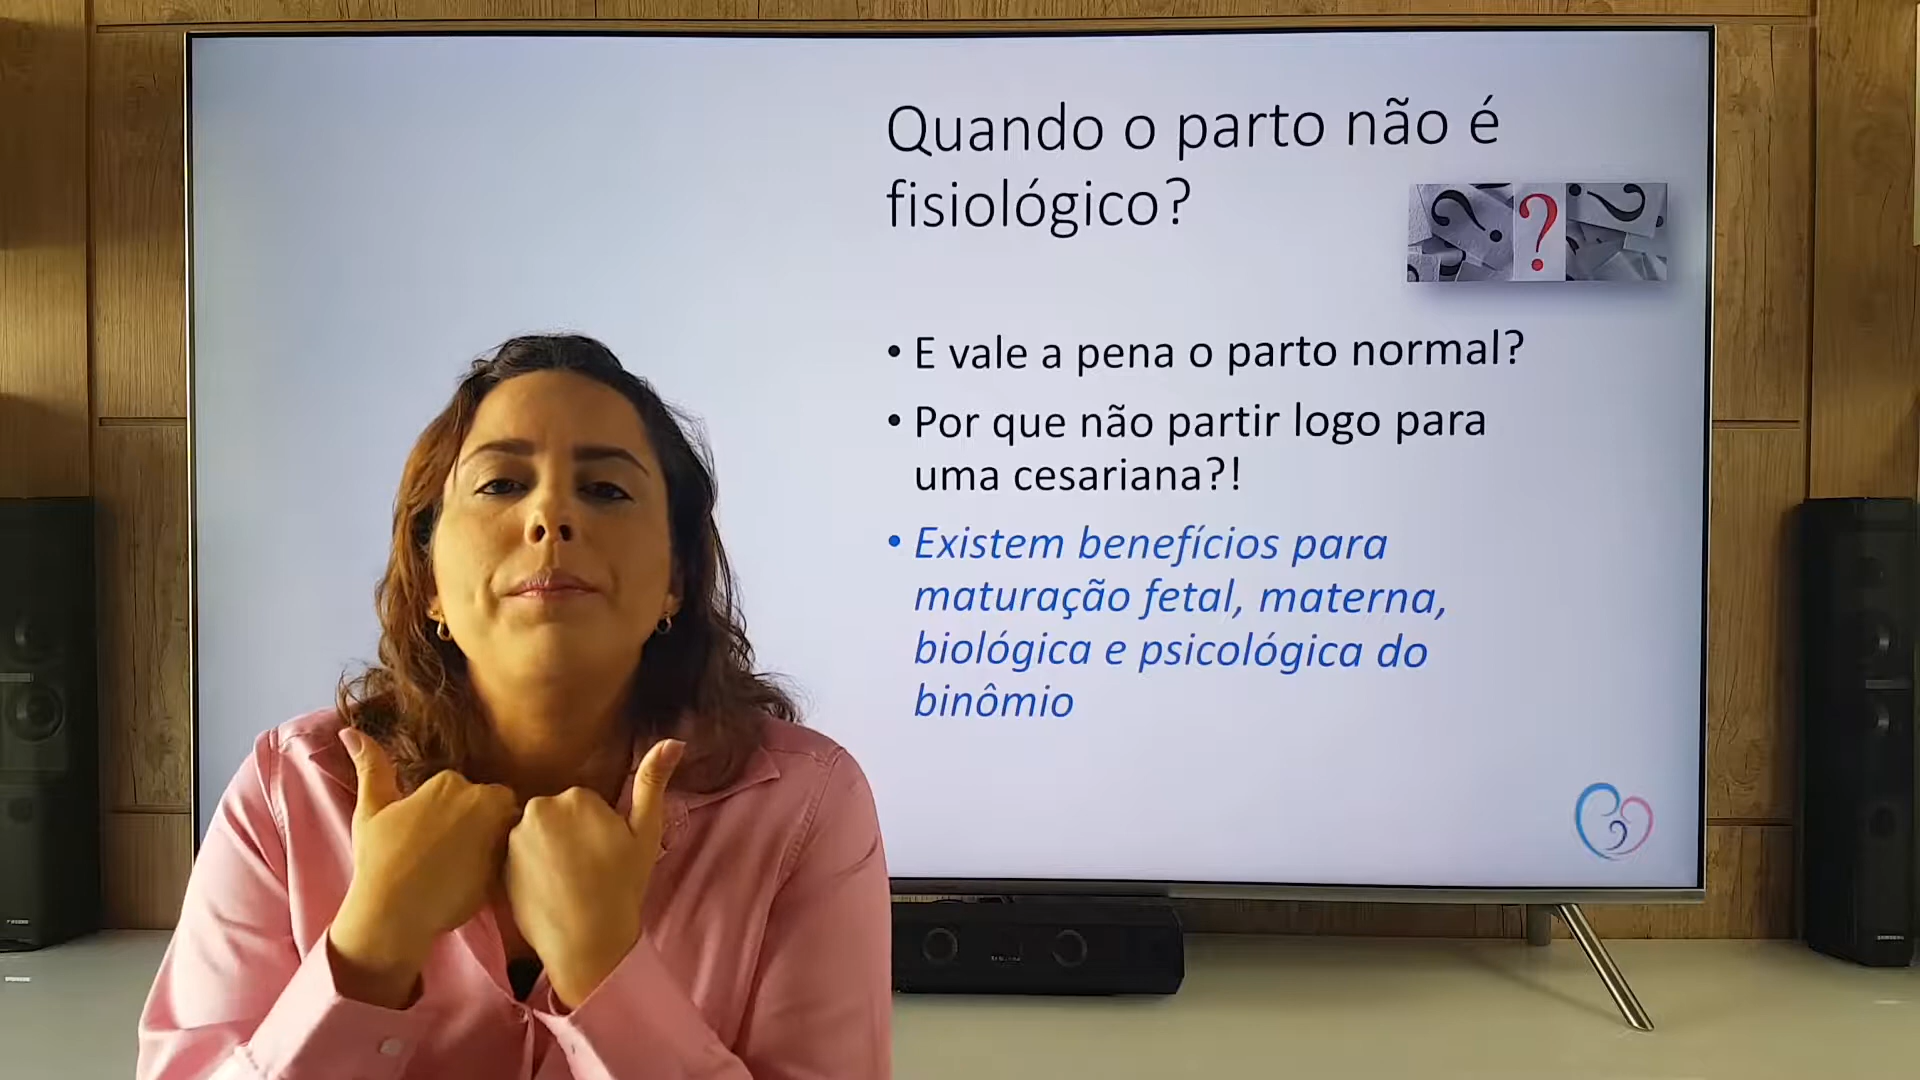 Quando o parto não é
fisiológico?
• E vale a pena o parto normal?
• Por que não partir logo para
uma cesariana?!
• Existem benefícios para
maturação fetal, materna,
biológica e psicológica do
binômio